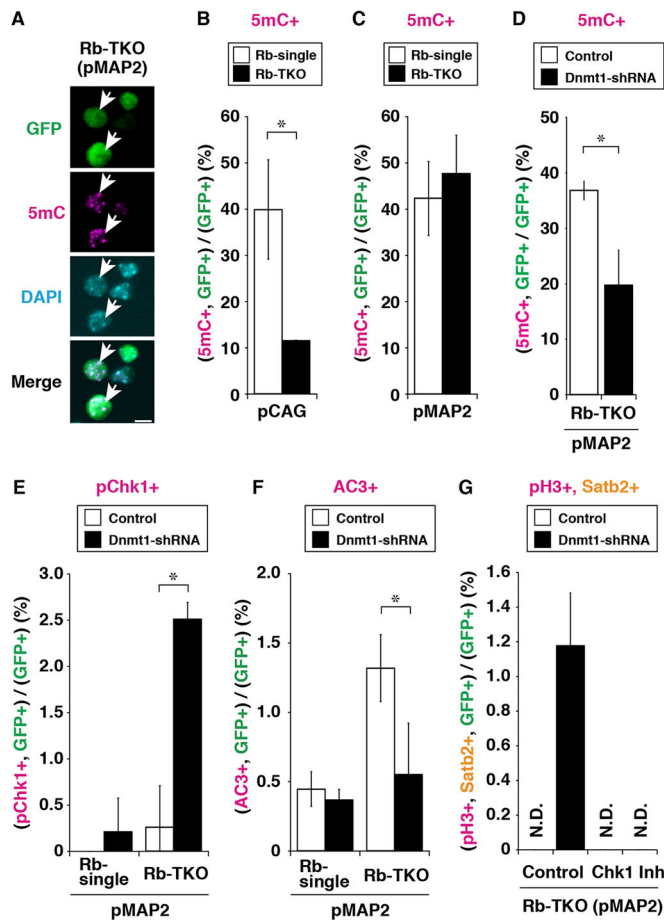 A
Rb-TKO
(pMAP2)
GFP
5mC
DAPI
Merge
B
5mC+
Rb-single
Rb-TKO
(5mC+, GFP+) / (GFP+) (%)
60
50
40
30
20
10
0
*
pCAG
C
5mC+
Rb-single
Rb-TKO
(5mC+, GFP+) / (GFP+) (%)
60
50
40
30
20
10
0
pMAP2
D
5mC+
Control
Dnmt1-shRNA
(5mC+, GFP+ / GFP+) (%)
50
40
30
20
10
0
*
Rb-TKO
pMAP2
E
pChk1+
Control
Dnmt1-shRNA
(pChk1+, GFP+) / (GFP+) (%)
3.0
2.5
2.0
1.5
1.0
0.5
0
*
Rb-
single
Rb-TKO
pMAP2
F
AC3+
Control
Dnmt1-shRNA
(AC3+, GFP+) / (GFP+) (%)
2.0
1.5
1.0
0.5
0.0
*
Rb-
single
Rb-TKO
pMAP2
G
pH3+, Satb2+
Control
Dnmt1-shRNA
(pH3+, Satb2+, GFP+) / (GFP+) (%)
1.6
1.4
1.2
1.0
0.8
0.6
0.4
0.2
0
N.D.
N.D.
N.D.
Control
Chk1 Inh
Rb-TKO (pMAP2)